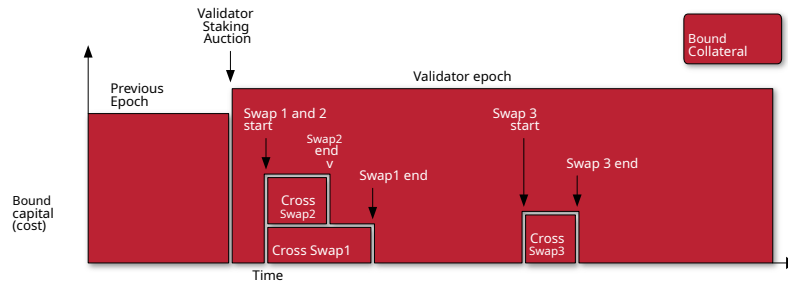 Validator
Staking
Auction
Bound
Collateral
Validator epoch
Previous
Epoch
Swap 1 and 2
start
Swap2
end
v
Swap1 end
Swap 3
start
Swap 3 end
Bound
capital
(cost)
Cross
Swap2
Cross Swap1
Cross
Swap3
Time